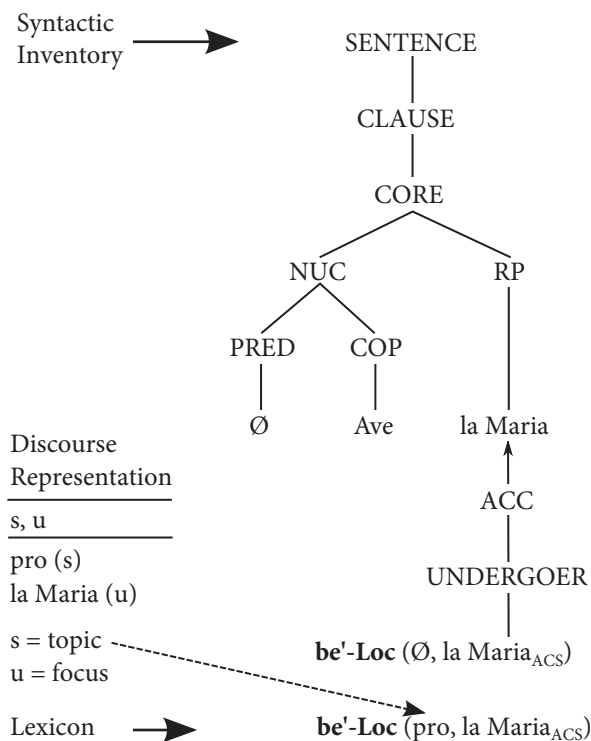 Syntactic
Inventory
SENTENCE
CLAUSE
CORE
NUC RP
PRED COP
Ø Ave la Maria
Discourse
Representation
ACC
s, u
pro (s)
la Maria (u)
UNDERGOER
s = topic
u = focus
be'-Loc (Ø, la Maria_ACS)
Lexicon
be'-Loc (pro, la Maria_ACS)